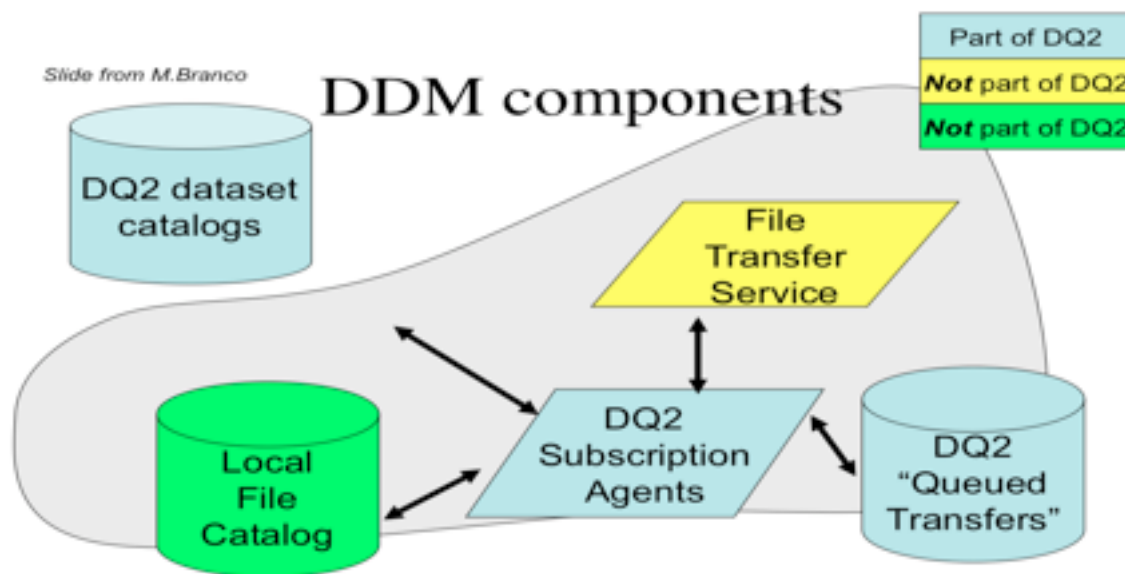 Slide from M.Branco
DDM components
Part of DQ2
Not part of DQ2
Not part of DQ2
DQ2 dataset
catalogs
File
Transfer
Service
Local
File
Catalog
DQ2
Subscription
Agents
DQ2
“Queued
Transfers”